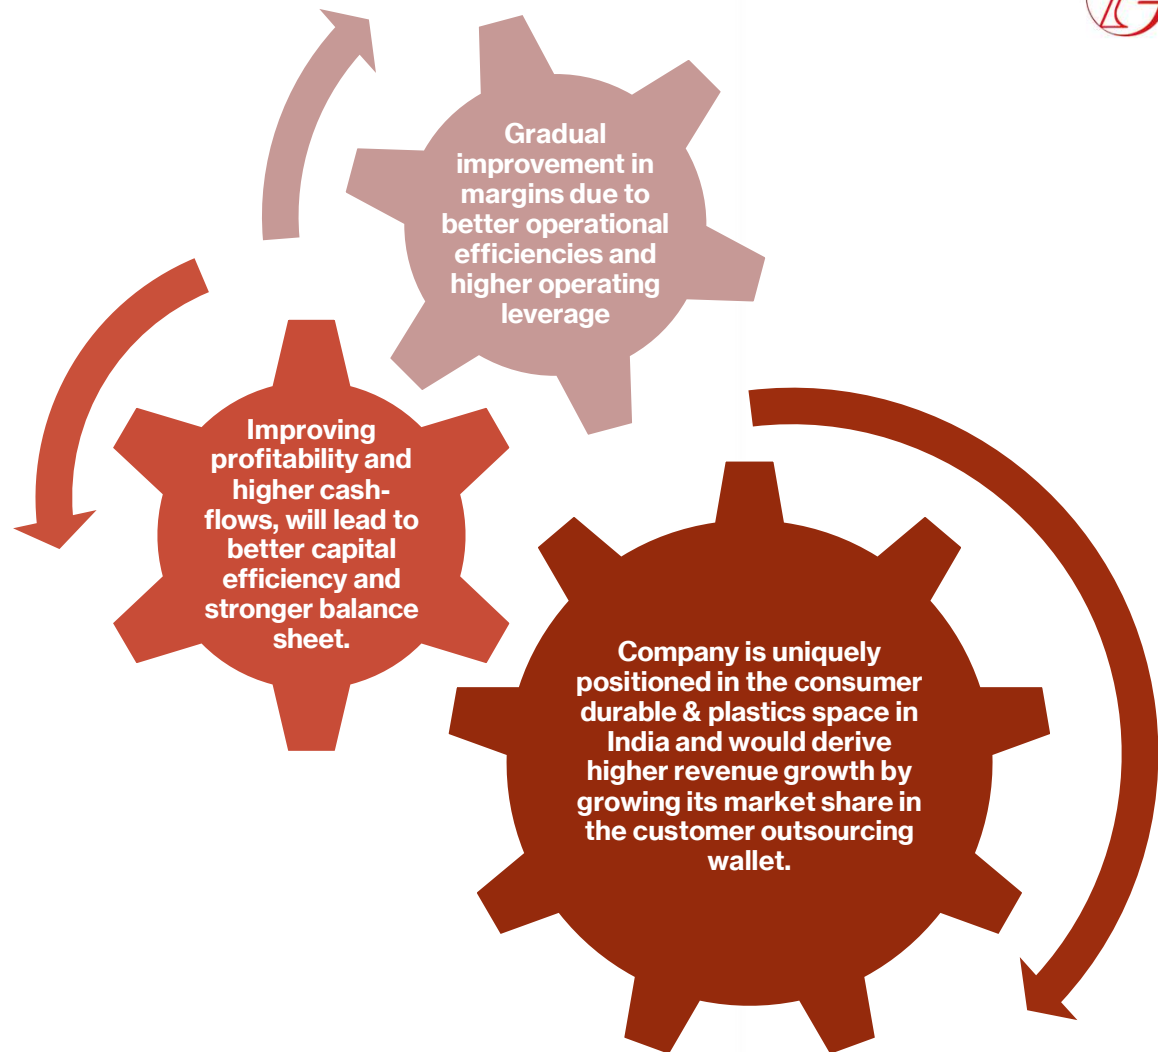 Gradual
improvement in
margins due to
better operational
efficiencies and
higher operating
leverage
Improving
profitability and
higher cash-
flows, will lead to
better capital
efficiency and
stronger balance
sheet.
Company is uniquely
positioned in the consumer
durable & plastics space in
India and would derive
higher revenue growth by
growing its market share in
the customer outsourcing
wallet.